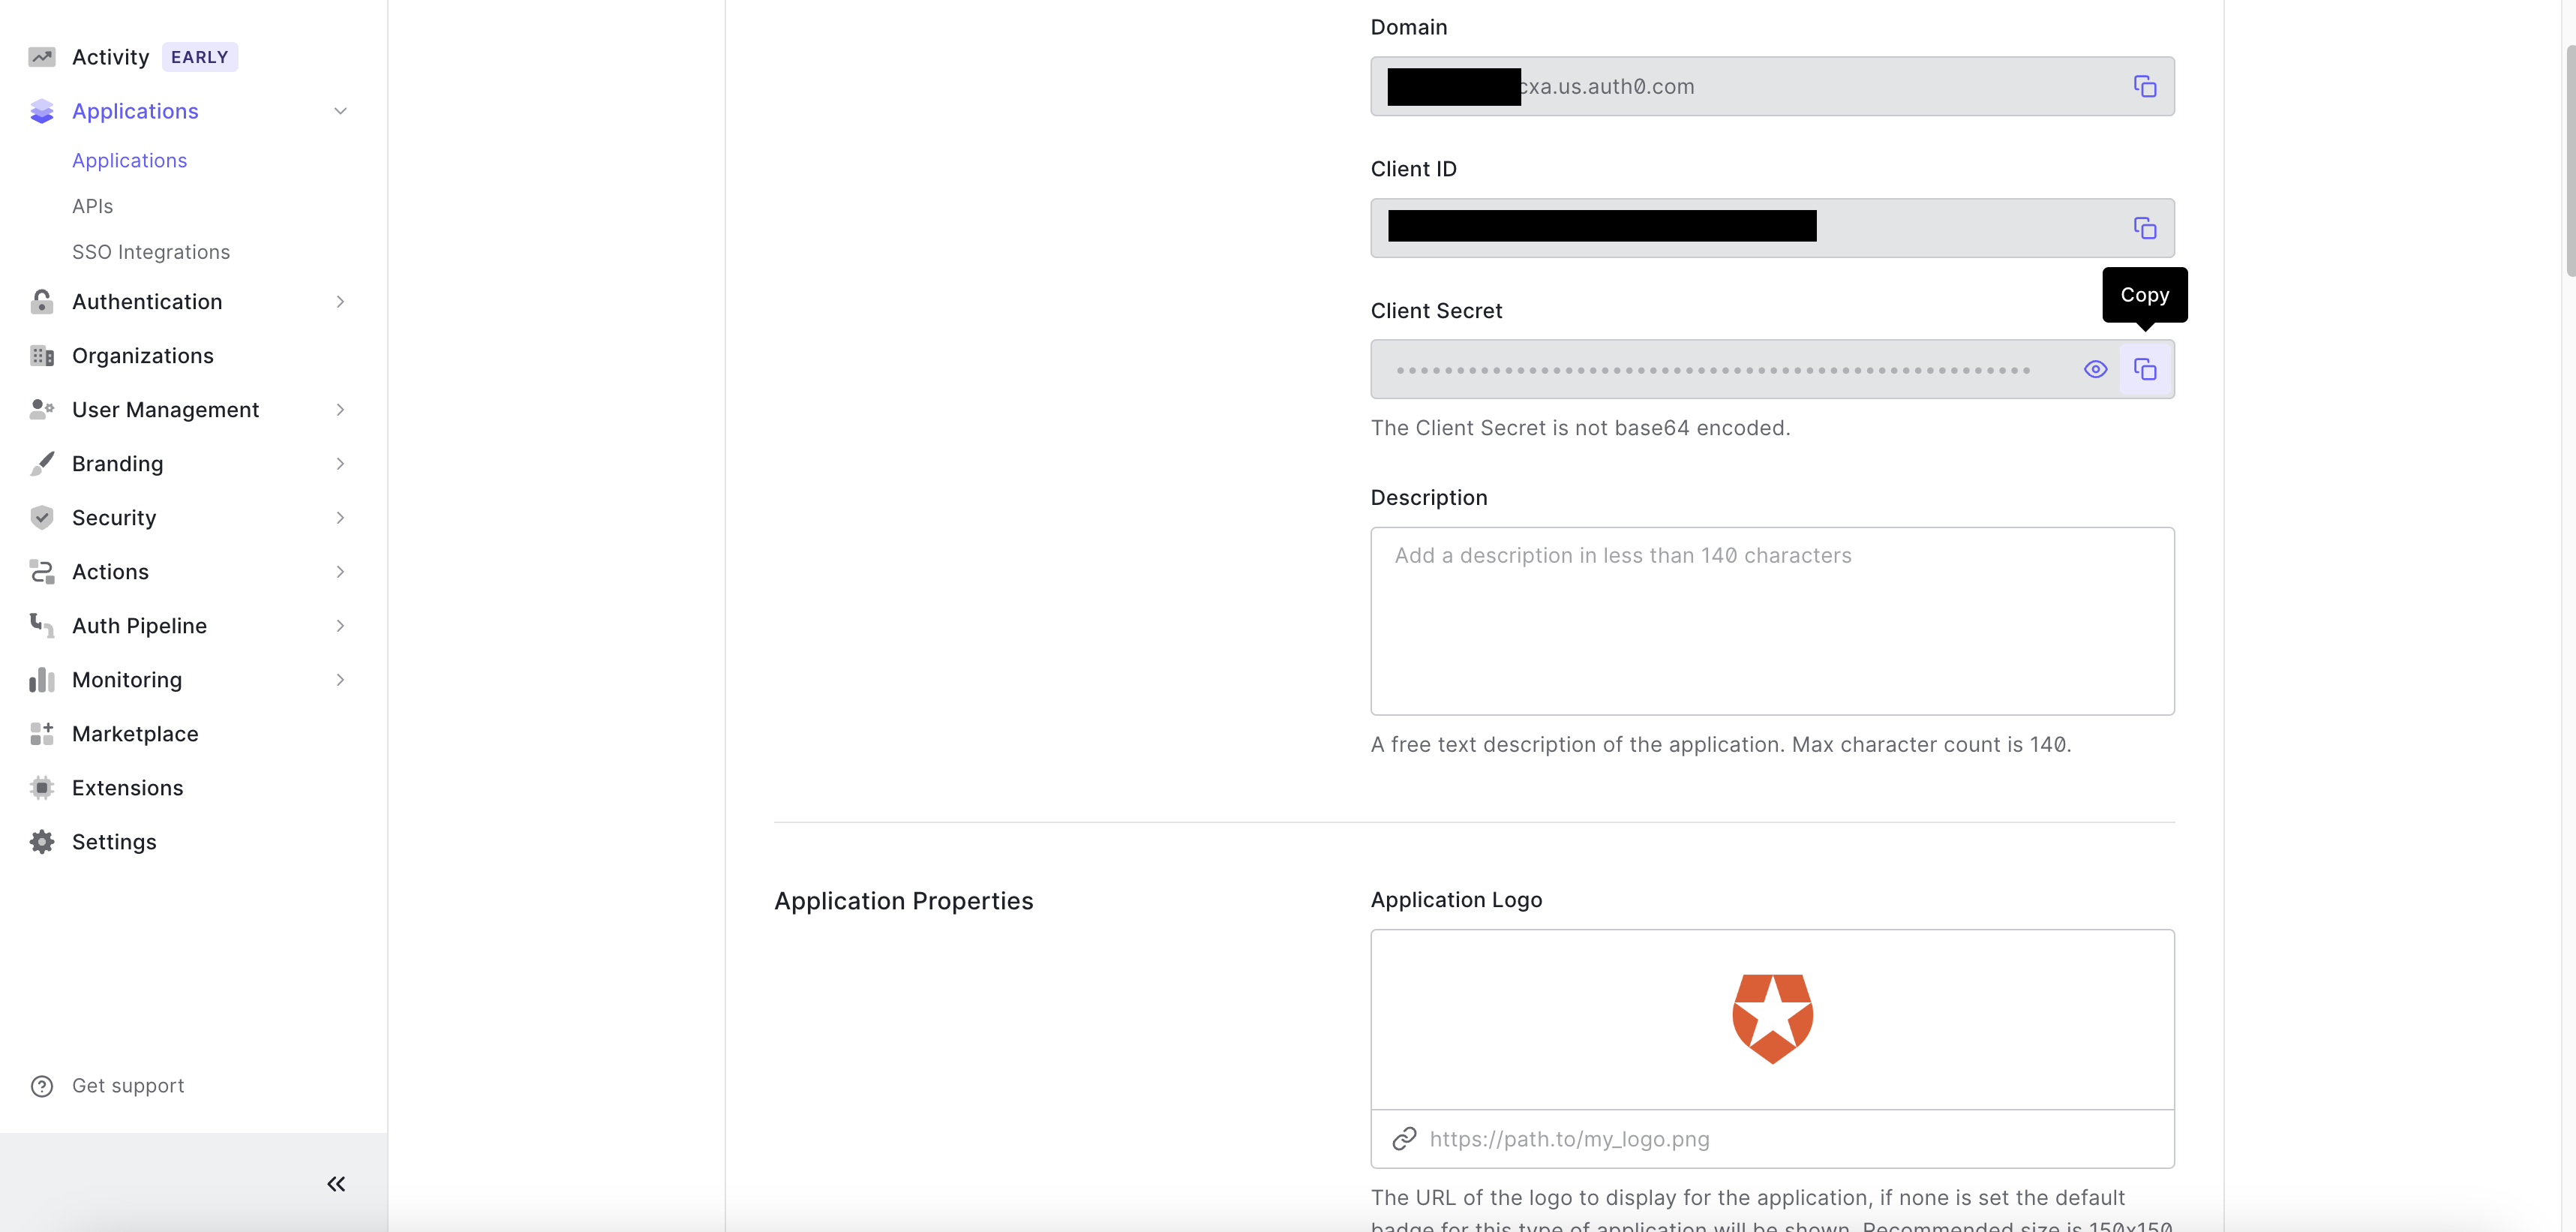 Activity EARLY
Applications
Applications
APIs
SSO Integrations
Authentication
Organizations
User Management
Branding
Security
Actions
Auth Pipeline
Monitoring
Marketplace
Extensions
Settings
Get support
Domain
cxa.us.auth0.com
Client ID
Copy
Client Secret
The Client Secret is not base64 encoded.
Description
Add a description in less than 140 characters
A free text description of the application. Max character count is 140.
Application Properties
Application Logo
https://path.to/my_logo.png
The URL of the logo to display for the application, if none is set the default
badge for this type of application will be shown. Recommended size is 150x150